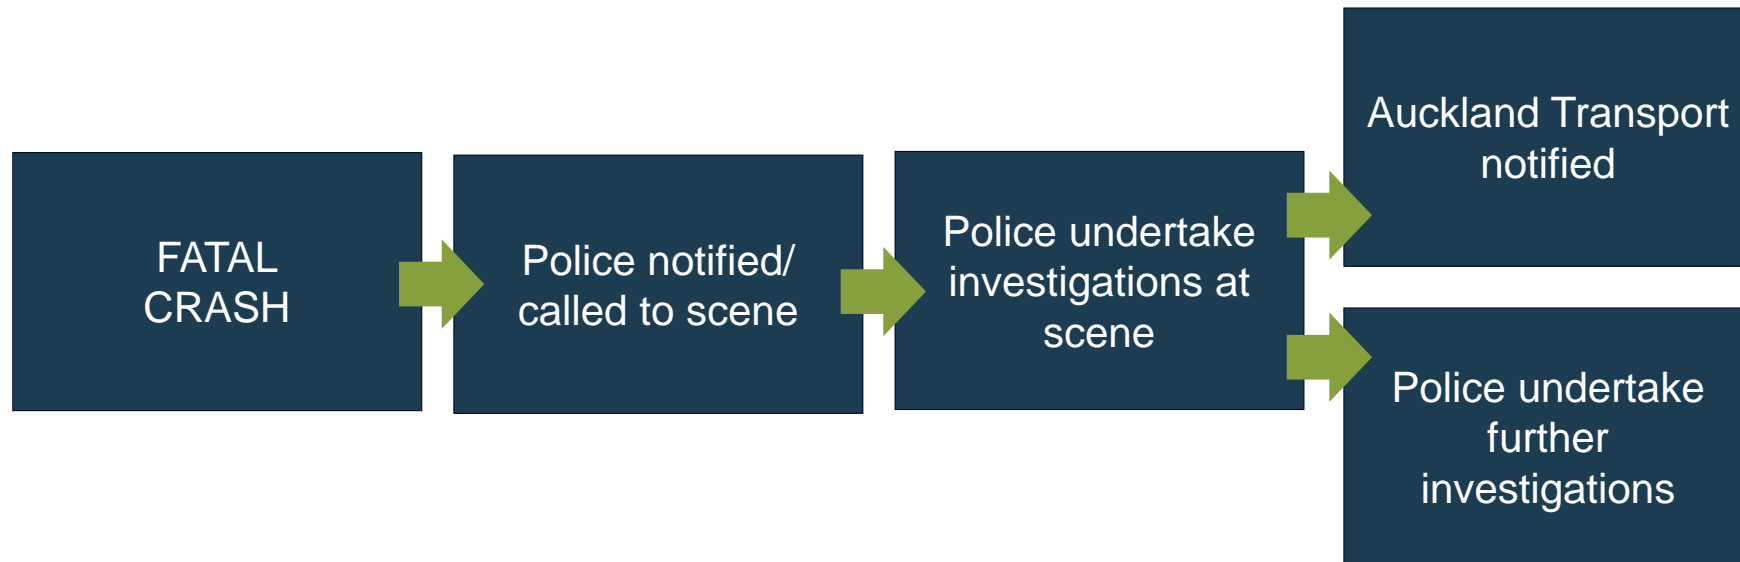 FATAL
CRASH
Police notified/
called to scene
Police undertake
investigations at
scene
Auckland Transport
notified
Police undertake
further
investigations